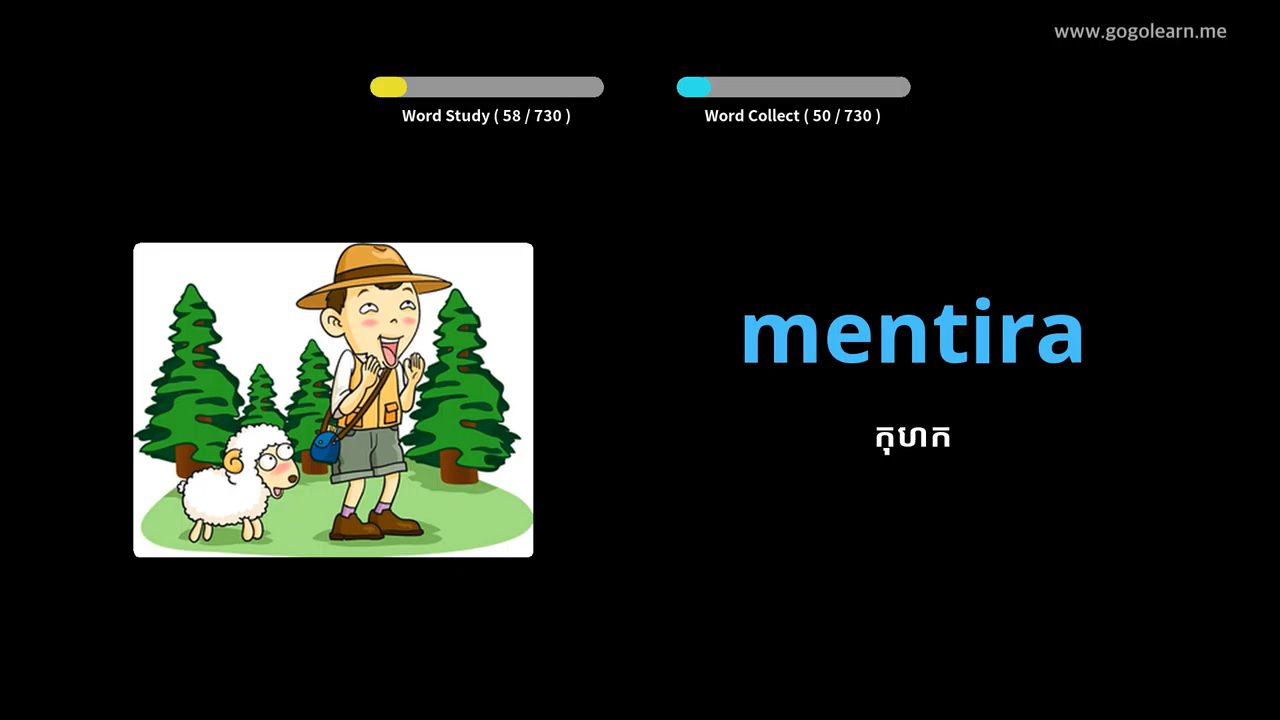 www.gogolearn.me
Word Study ( 58 / 730 )
Word Collect ( 50 / 730 )
mentira
កុហក